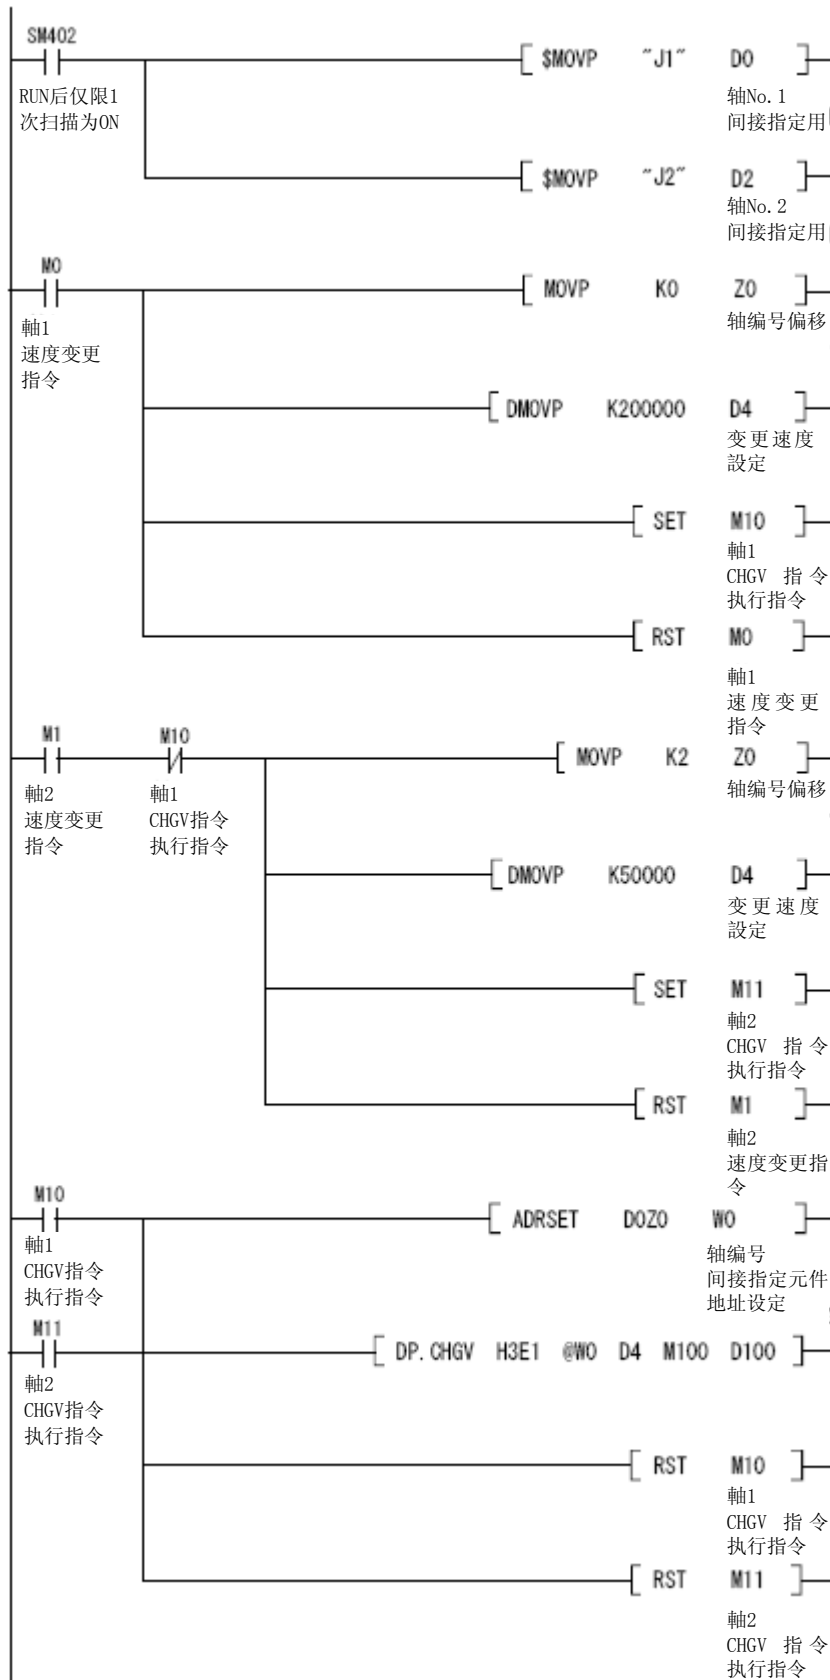 SM402
[ $MOVP "J1" D0 ]
RUN后仅限1
次扫描为ON
轴No.1
间接指定用
[ $MOVP "J2" D2 ]
轴No.2
间接指定用
M0
[ MOVP K0 Z0 ]
軸1
速度变更
指令
轴编号偏移
[ DMOVP K200000 D4 ]
变更速度
設定
[ SET M10 ]
軸1
CHGV 指令
执行指令
[ RST M0 ]
軸1
速度变更
指令
M1 M10
[ MOVP K2 Z0 ]
軸2
速度变更
指令
軸1
CHGV指令
执行指令
轴编号偏移
[ DMOVP K50000 D4 ]
变更速度
設定
[ SET M11 ]
軸2
CHGV 指令
执行指令
[ RST M1 ]
軸2
速度变更指
令
M10
[ ADRSET D0Z0 W0 ]
軸1
CHGV指令
执行指令
轴编号
间接指定元件
地址设定
M11
[ DP.CHGV H3E1 @W0 D4 M100 D100 ]
軸2
CHGV指令
执行指令
[ RST M10 ]
軸1
CHGV 指令
执行指令
[ RST M11 ]
軸2
CHGV 指令
执行指令